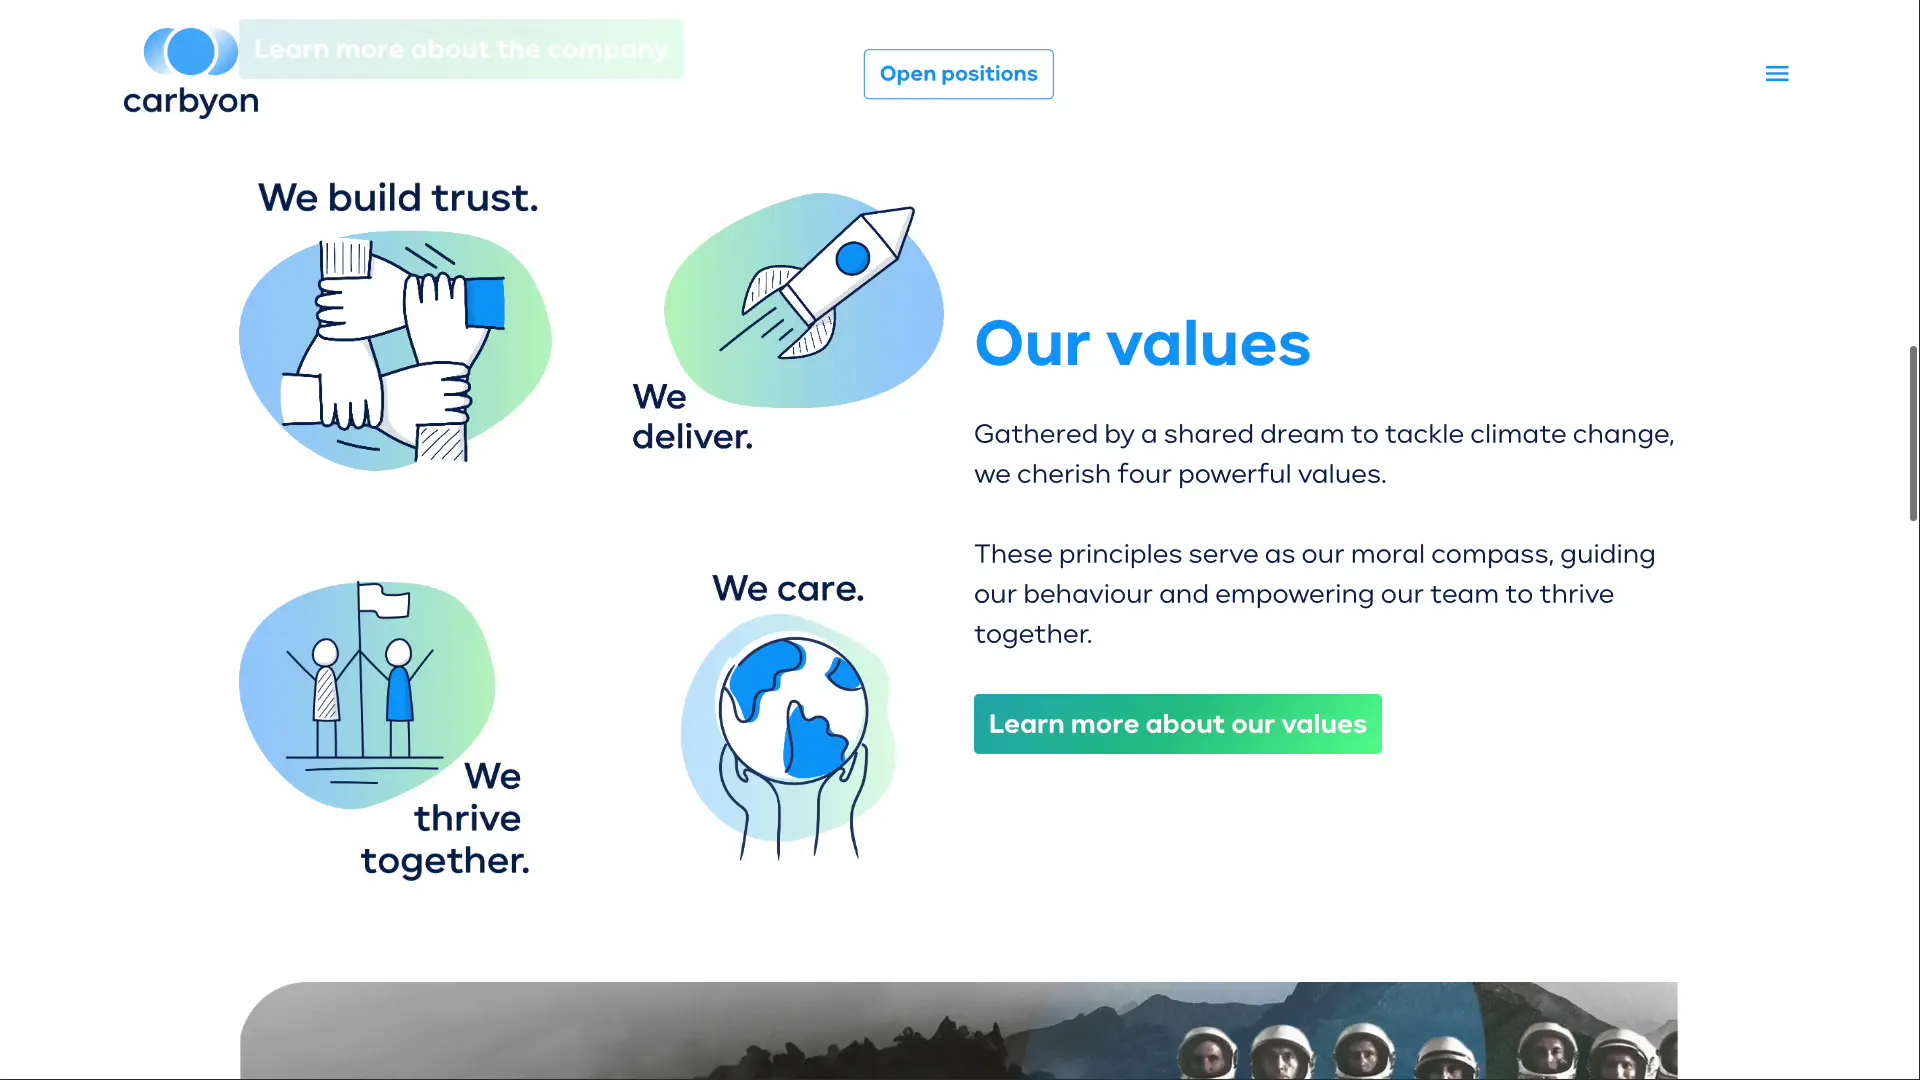 Learn more about the company
carbyon
Open positions
We build trust.
We
deliver.
We
thrive
together.
We care.
Our values
Gathered by a shared dream to tackle climate change,
we cherish four powerful values.
These principles serve as our moral compass, guiding
our behaviour and empowering our team to thrive
together.
Learn more about our values